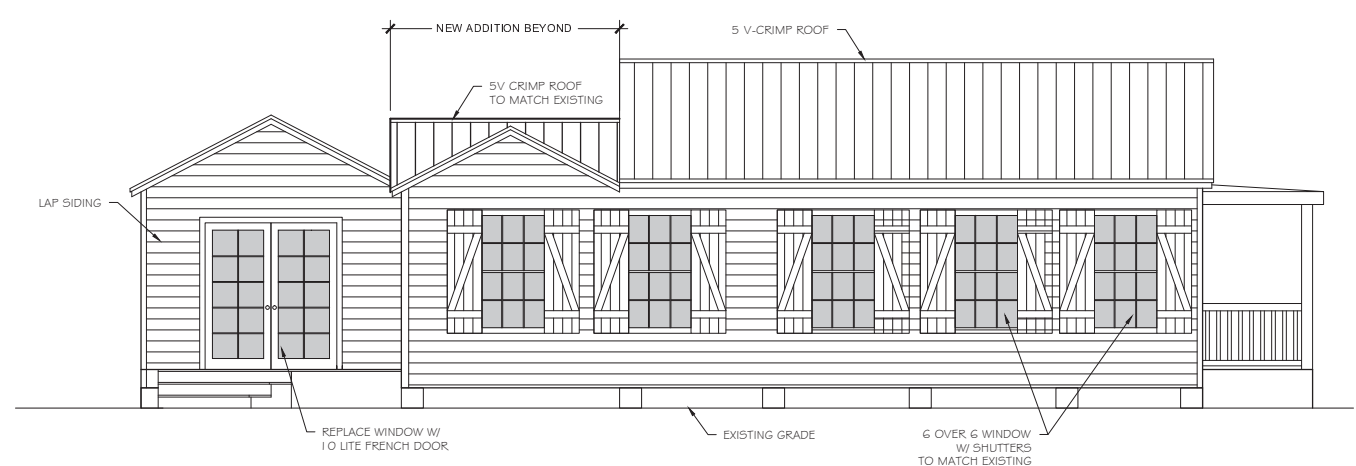 NEW ADDITION BEYOND
5 V-CRIMP ROOF
5V CRIMP ROOF
TO MATCH EXISTING
LAP SIDING
REPLACE WINDOW W/
10 LITE FRENCH DOOR
EXISTING GRADE
6 OVER 6 WINDOW
W/ SHUTTERS
TO MATCH EXISTING